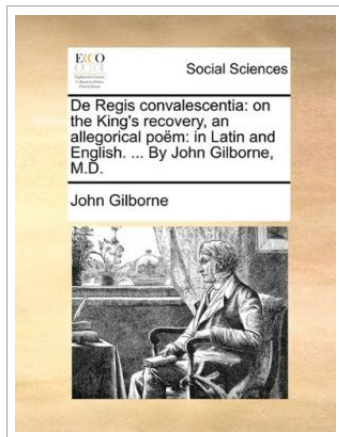 ECCO
Social Sciences
De Regis convalescentia: on
the King's recovery, an
allegorical poëm: in Latin and
English. ... By John Gilborne,
M.D.
John Gilborne